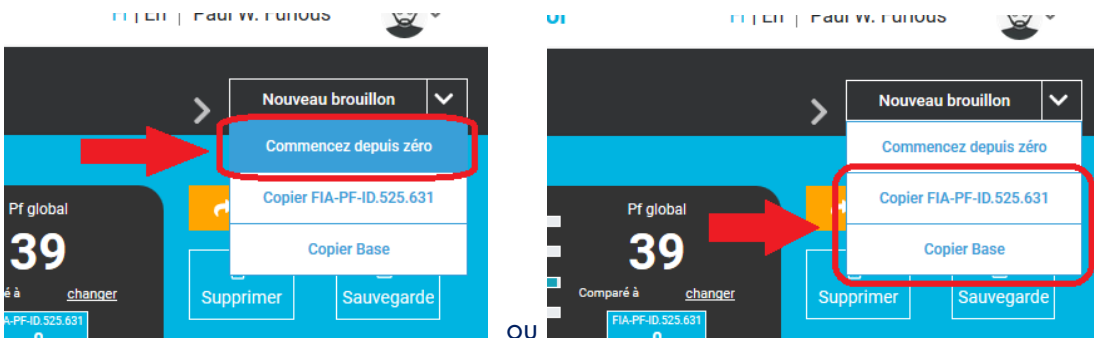 Fr | En | Paul W. Furious
Nouveau brouillon
Commencez depuis zéro
Copier FIA-PF-ID.525.631
Copier Base
Pf global
39
é à changer
A-PF-ID.525.631
Supprimer
Sauvegarde
ou
Fr | En | Paul W. Furious
Nouveau brouillon
Commencez depuis zéro
Copier FIA-PF-ID.525.631
Copier Base
Pf global
39
Comparé à changer
FIA-PF-ID.525.631
Supprimer
Sauvegarde